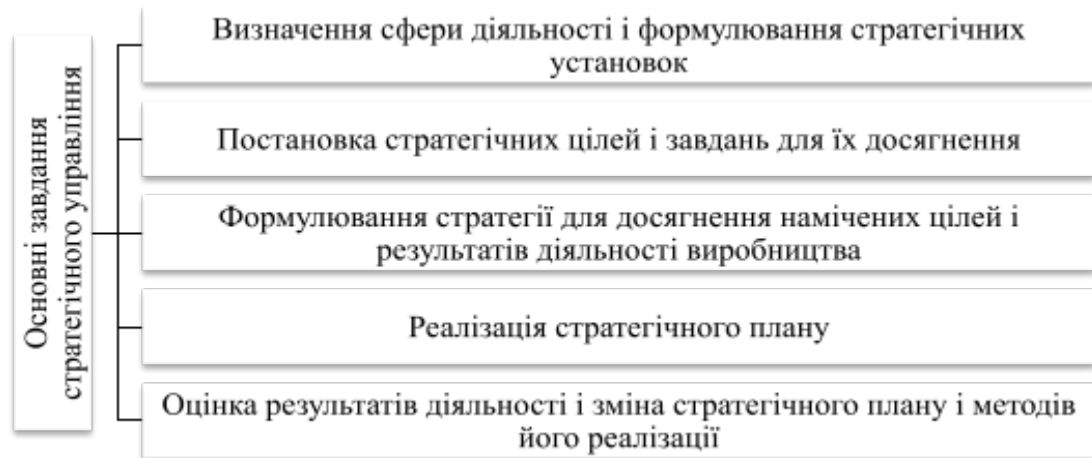 Основні завдання
стратегічного управління
Визначення сфери діяльності і формулювання стратегічних
установок
Постановка стратегічних цілей і завдань для їх досягнення
Формулювання стратегії для досягнення намічених цілей і
результатів діяльності виробництва
Реалізація стратегічного плану
Оцінка результатів діяльності і зміна стратегічного плану і методів
його реалізації